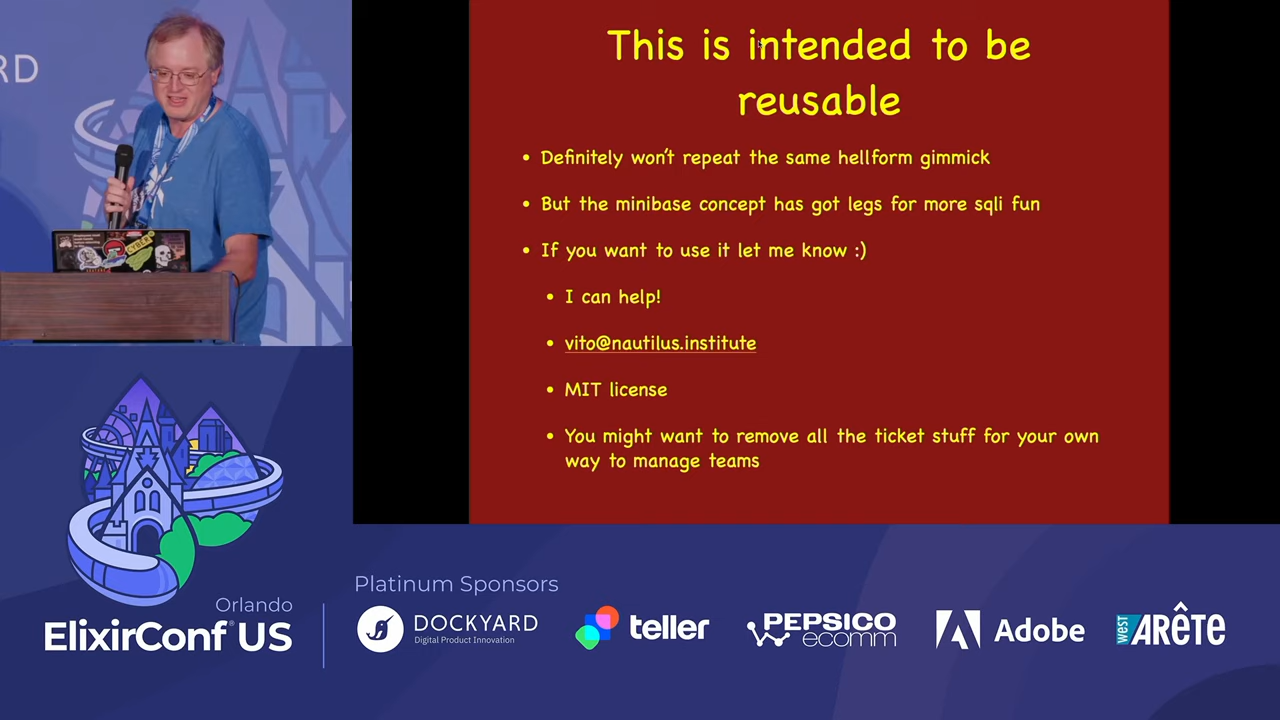 RD
This is intended to be
reusable
• Definitely won't repeat the same hellform gimmick
• But the minibase concept has got legs for more sqli fun
• If you want to use it let me know :)
• I can help!
• vito@nautilus.institute
• MIT license
• You might want to remove all the ticket stuff for your own
way to manage teams
CYBER
Orlando
ElixirConf® US
Platinum Sponsors
DOCKYARD
Digital Product Innovation
teller
PEPSICO
ecomm
Adobe
west ARÊTE